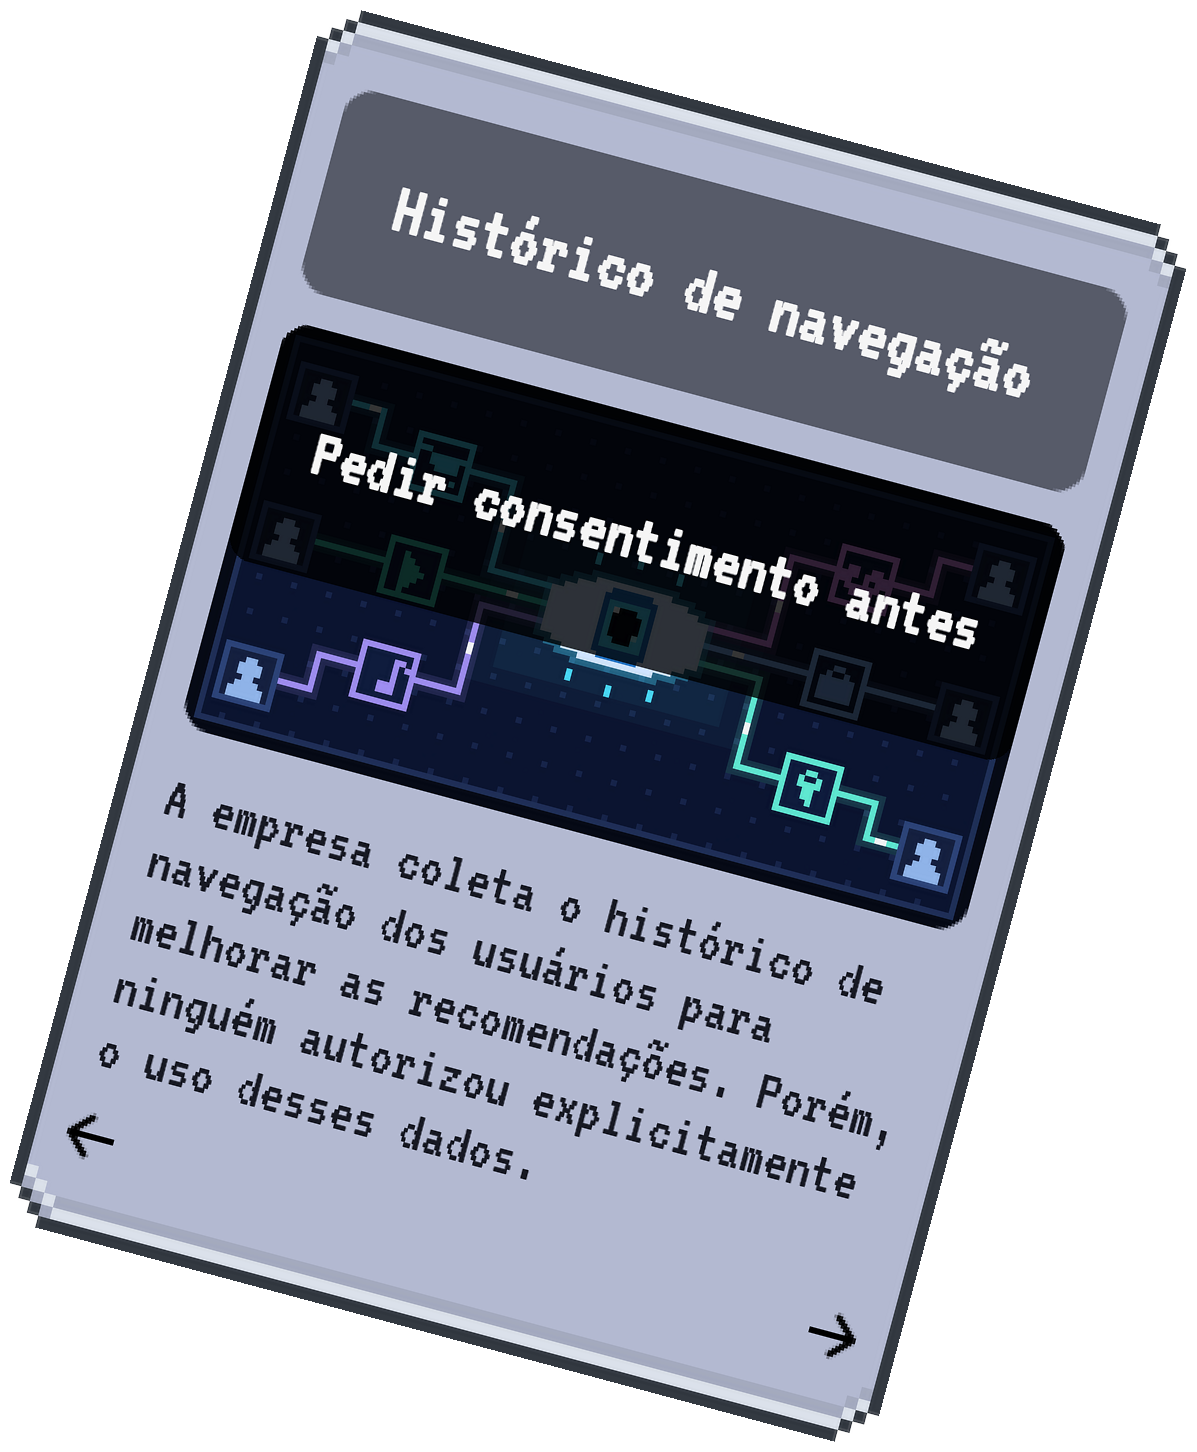 Histórico de navegação
Pedir consentimento antes
A empresa coleta o histórico de
navegação dos usuários para
melhorar as recomendações. Porém,
ninguém autorizou explicitamente
o uso desses dados.